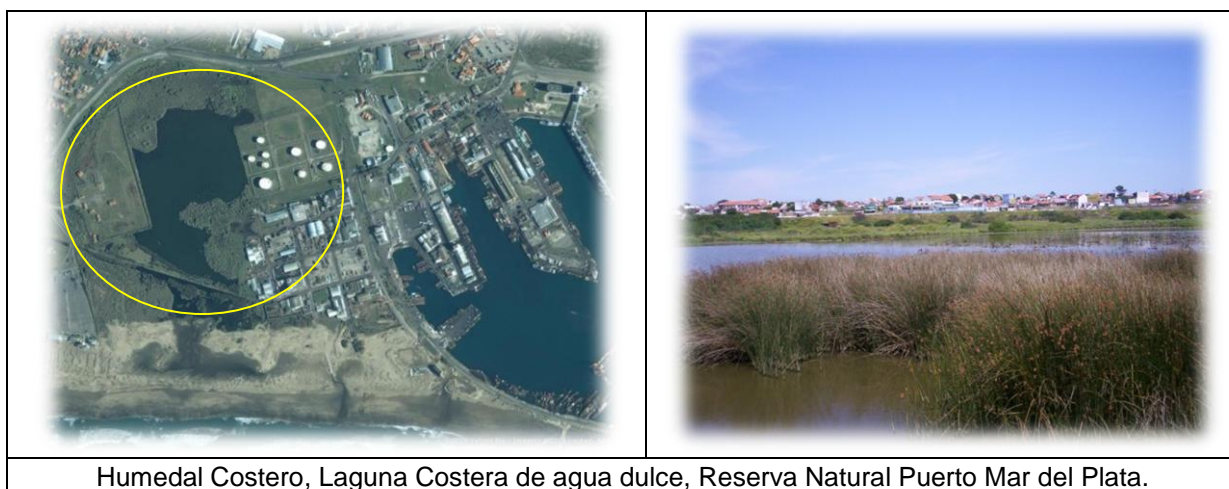 Humedal Costero, Laguna Costera de agua dulce, Reserva Natural Puerto Mar del Plata.